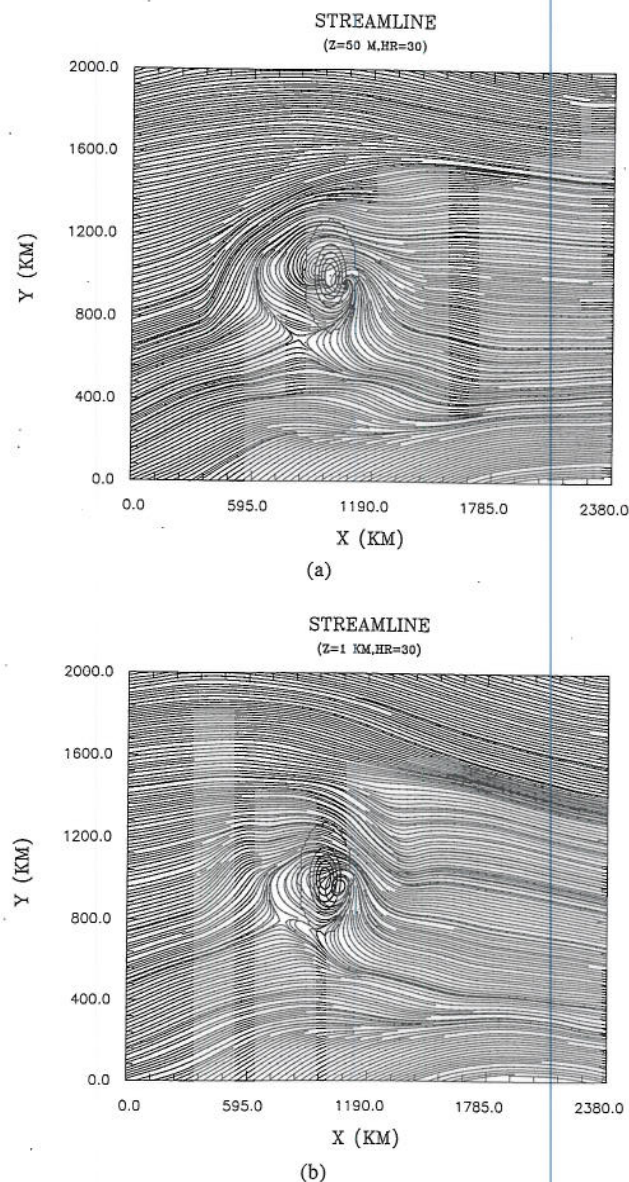 STREAMLINE
(Z=50 M,HR=30)
2000.0
1600.0
1200.0
800.0
400.0
0.0
Y (KM)
0.0 595.0 1190.0 1785.0 2380.0
X (KM)
(a)
STREAMLINE
(Z=1 KM,HR=30)
2000.0
1600.0
1200.0
800.0
400.0
0.0
Y (KM)
0.0 595.0 1190.0 1785.0 2380.0
X (KM)
(b)